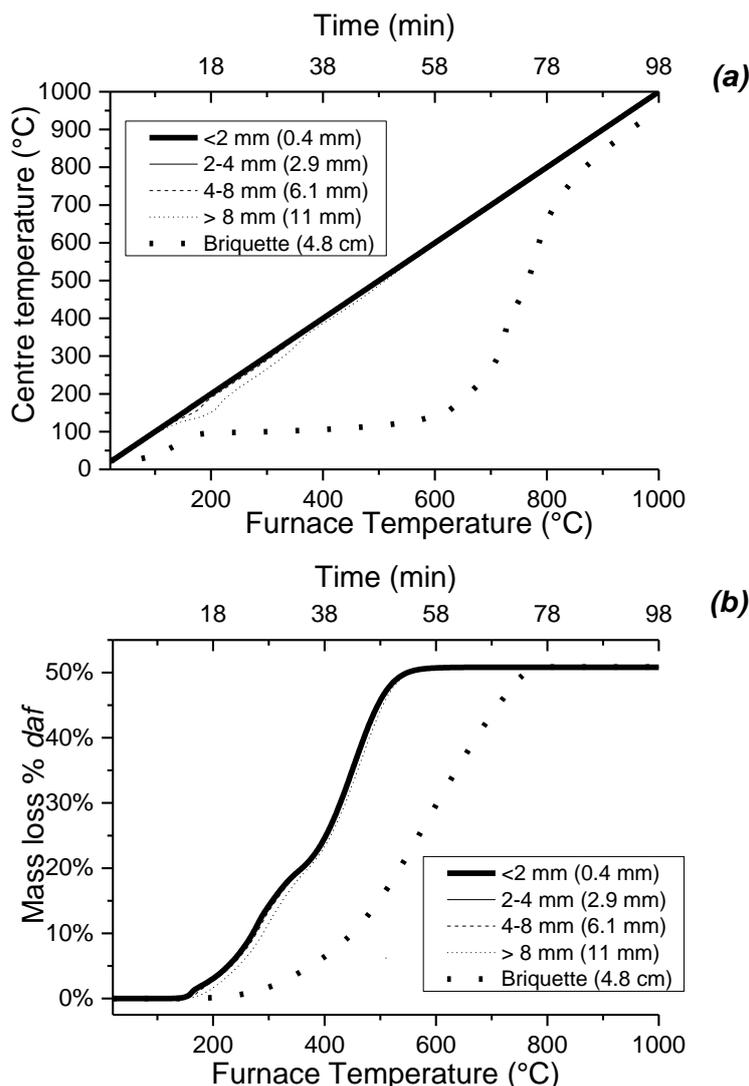 Time (min)
18 38 58 78 98
(a)
1000
900
800
700
600
500
400
300
200
100
0
Centre temperature (°C)
<2 mm (0.4 mm)
2-4 mm (2.9 mm)
4-8 mm (6.1 mm)
> 8 mm (11 mm)
Briquette (4.8 cm)
200 400 600 800 1000
Furnace Temperature (°C)
Time (min)
18 38 58 78 98
(b)
50%
40%
30%
20%
10%
0%
Mass loss % daf
<2 mm (0.4 mm)
2-4 mm (2.9 mm)
4-8 mm (6.1 mm)
> 8 mm (11 mm)
Briquette (4.8 cm)
200 400 600 800 1000
Furnace Temperature (°C)